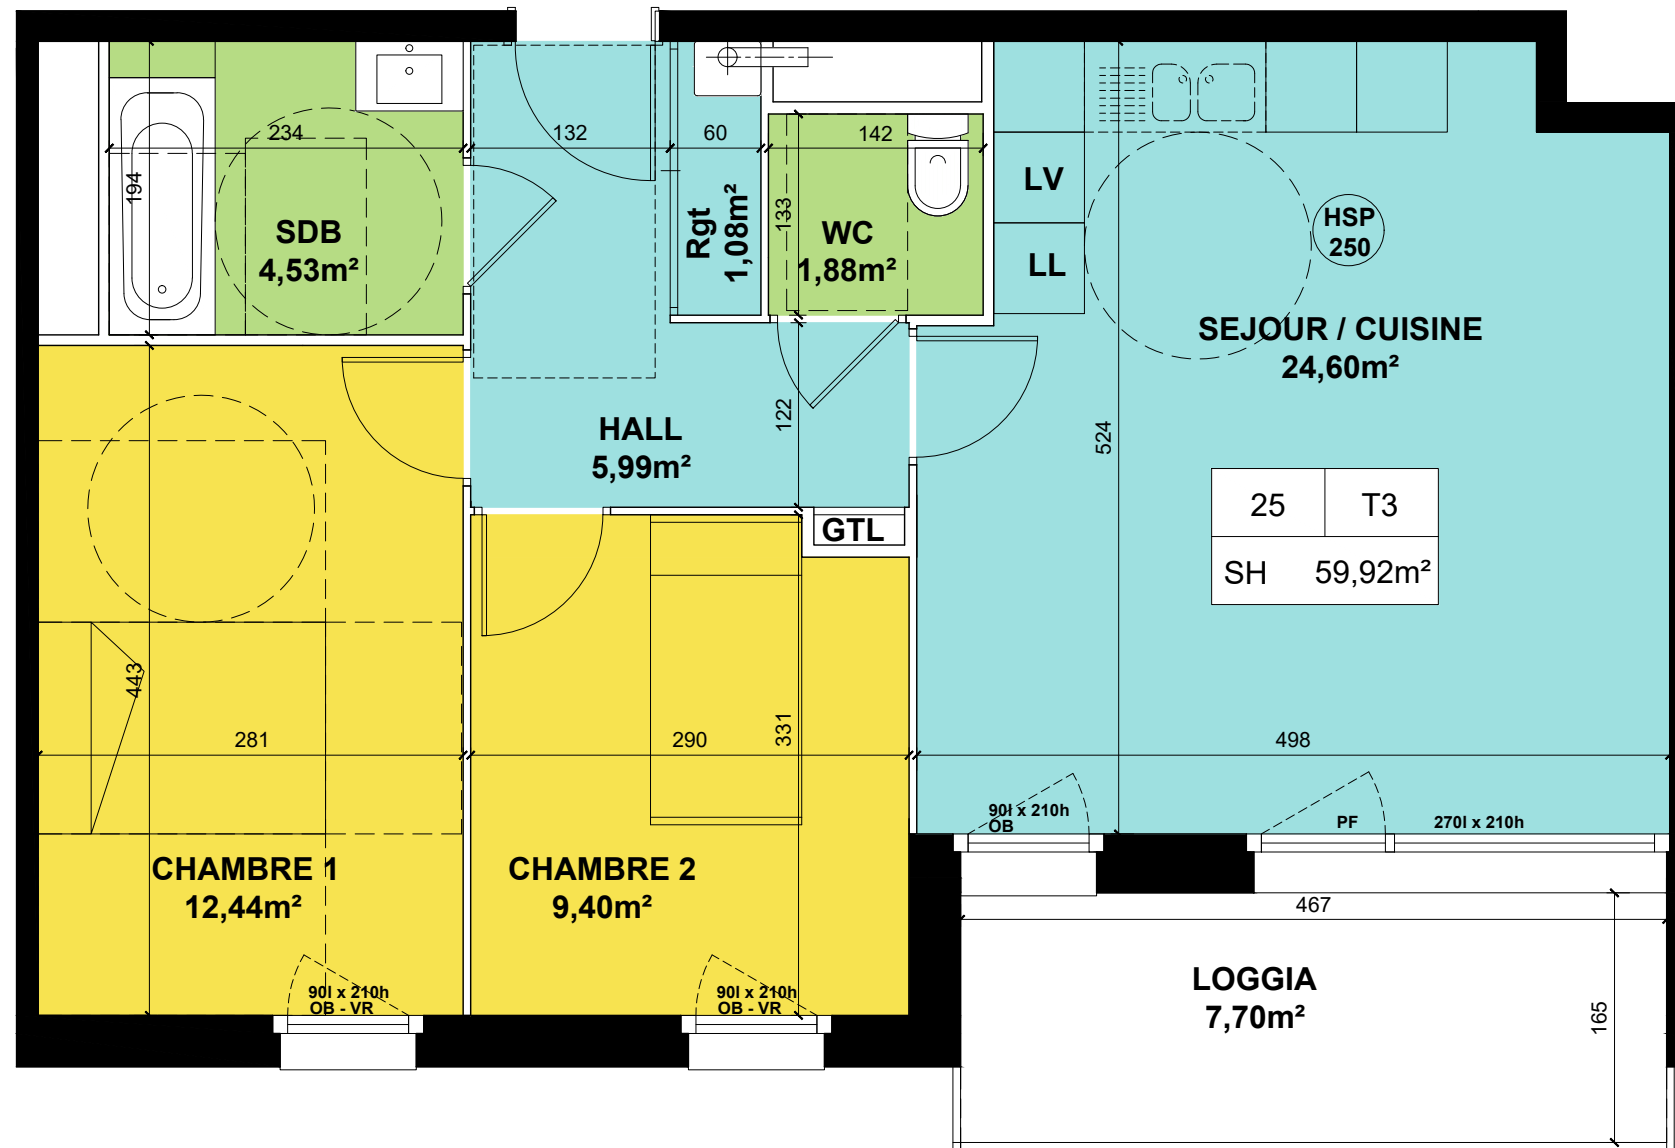 234
132
60
142
194
SDB
4,53m²
Rgt
1,08m²
133
WC
1,88m²
LV
LL
HSP
250
SEJOUR / CUISINE
24,60m²
HALL
5,99m²
122
524
25 T3
SH 59,92m²
GTL
443
281
290
331
498
90l x 210h
OB
PF
270l x 210h
CHAMBRE 1
12,44m²
CHAMBRE 2
9,40m²
467
LOGGIA
7,70m²
165
90l x 210h
OB - VR
90l x 210h
OB - VR